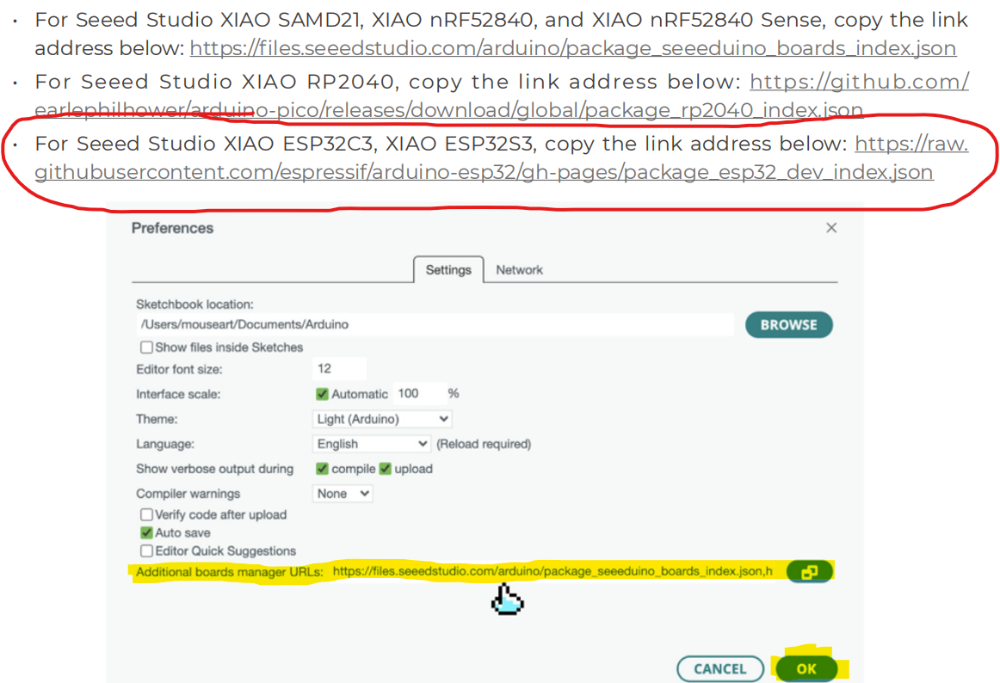 • For Seeed Studio XIAO SAMD21, XIAO nRF52840, and XIAO nRF52840 Sense, copy the link
address below: https://files.seeedstudio.com/arduino/package_seeeduino_boards_index.json
• For Seeed Studio XIAO RP2040, copy the link address below: https://github.com/
earlephilhower/arduino-pico/releases/download/global/package_rp2040_index.json
• For Seeed Studio XIAO ESP32C3, XIAO ESP32S3, copy the link address below: https://raw.
githubusercontent.com/espressif/arduino-esp32/gh-pages/package_esp32_dev_index.json
Preferences ×
Settings Network
Sketchbook location:
/Users/mouseart/Documents/Arduino BROWSE
Show files inside Sketches
Editor font size: 12
Interface scale: Automatic 100 %
Theme: Light (Arduino)
Language: English (Reload required)
Show verbose output during compile upload
Compiler warnings None
Verify code after upload
Auto save
Editor Quick Suggestions
Additional boards manager URLs: https://files.seeedstudio.com/arduino/package_seeeduino_boards_index.json,h
CANCEL OK